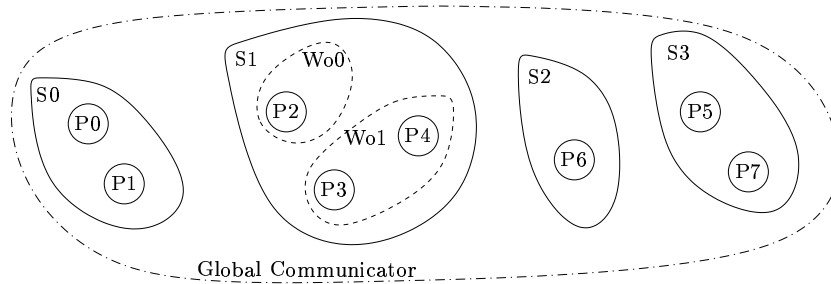 S0
P0
P1
S1
Wo0
P2
Wo1
P4
P3
S2
P6
S3
P5
P7
Global Communicator